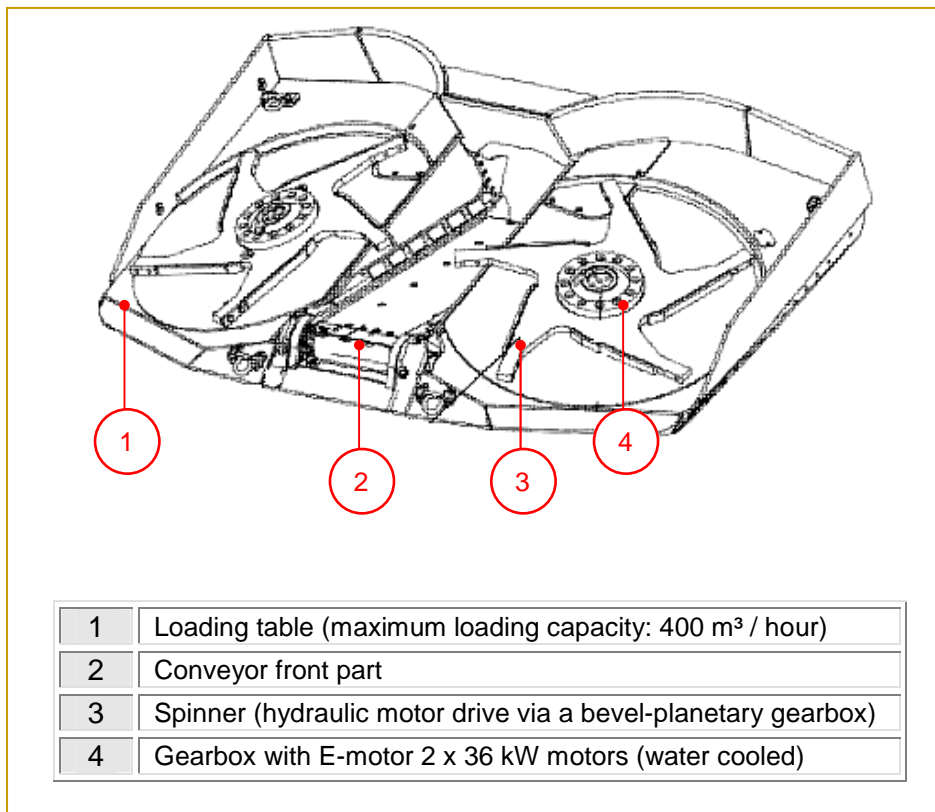 1
2
3
4
1 Loading table (maximum loading capacity: 400 m³ / hour)
2 Conveyor front part
3 Spinner (hydraulic motor drive via a bevel-planetary gearbox)
4 Gearbox with E-motor 2 x 36 kW motors (water cooled)